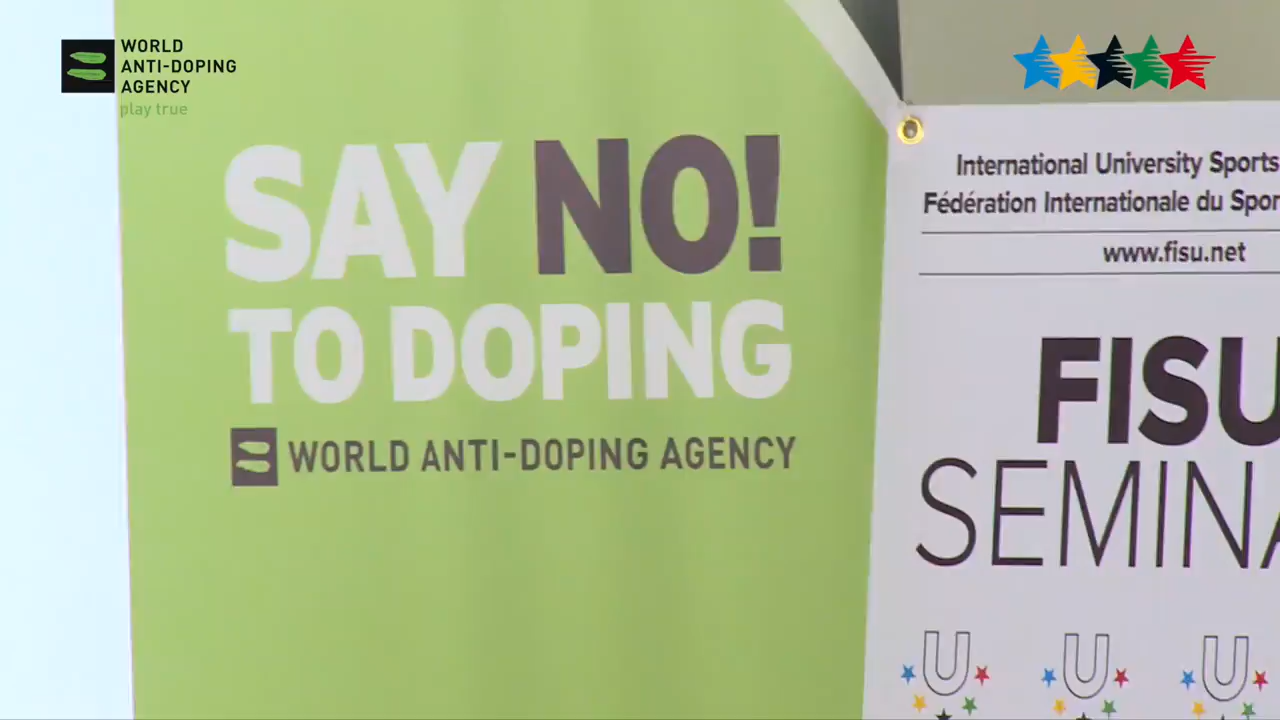 WORLD
ANTI-DOPING
AGENCY
play true
SAY NO!
TO DOPING
WORLD ANTI-DOPING AGENCY
International University Sports
Fédération Internationale du Spor
www.fisu.net
FISU
SEMINA
U U U